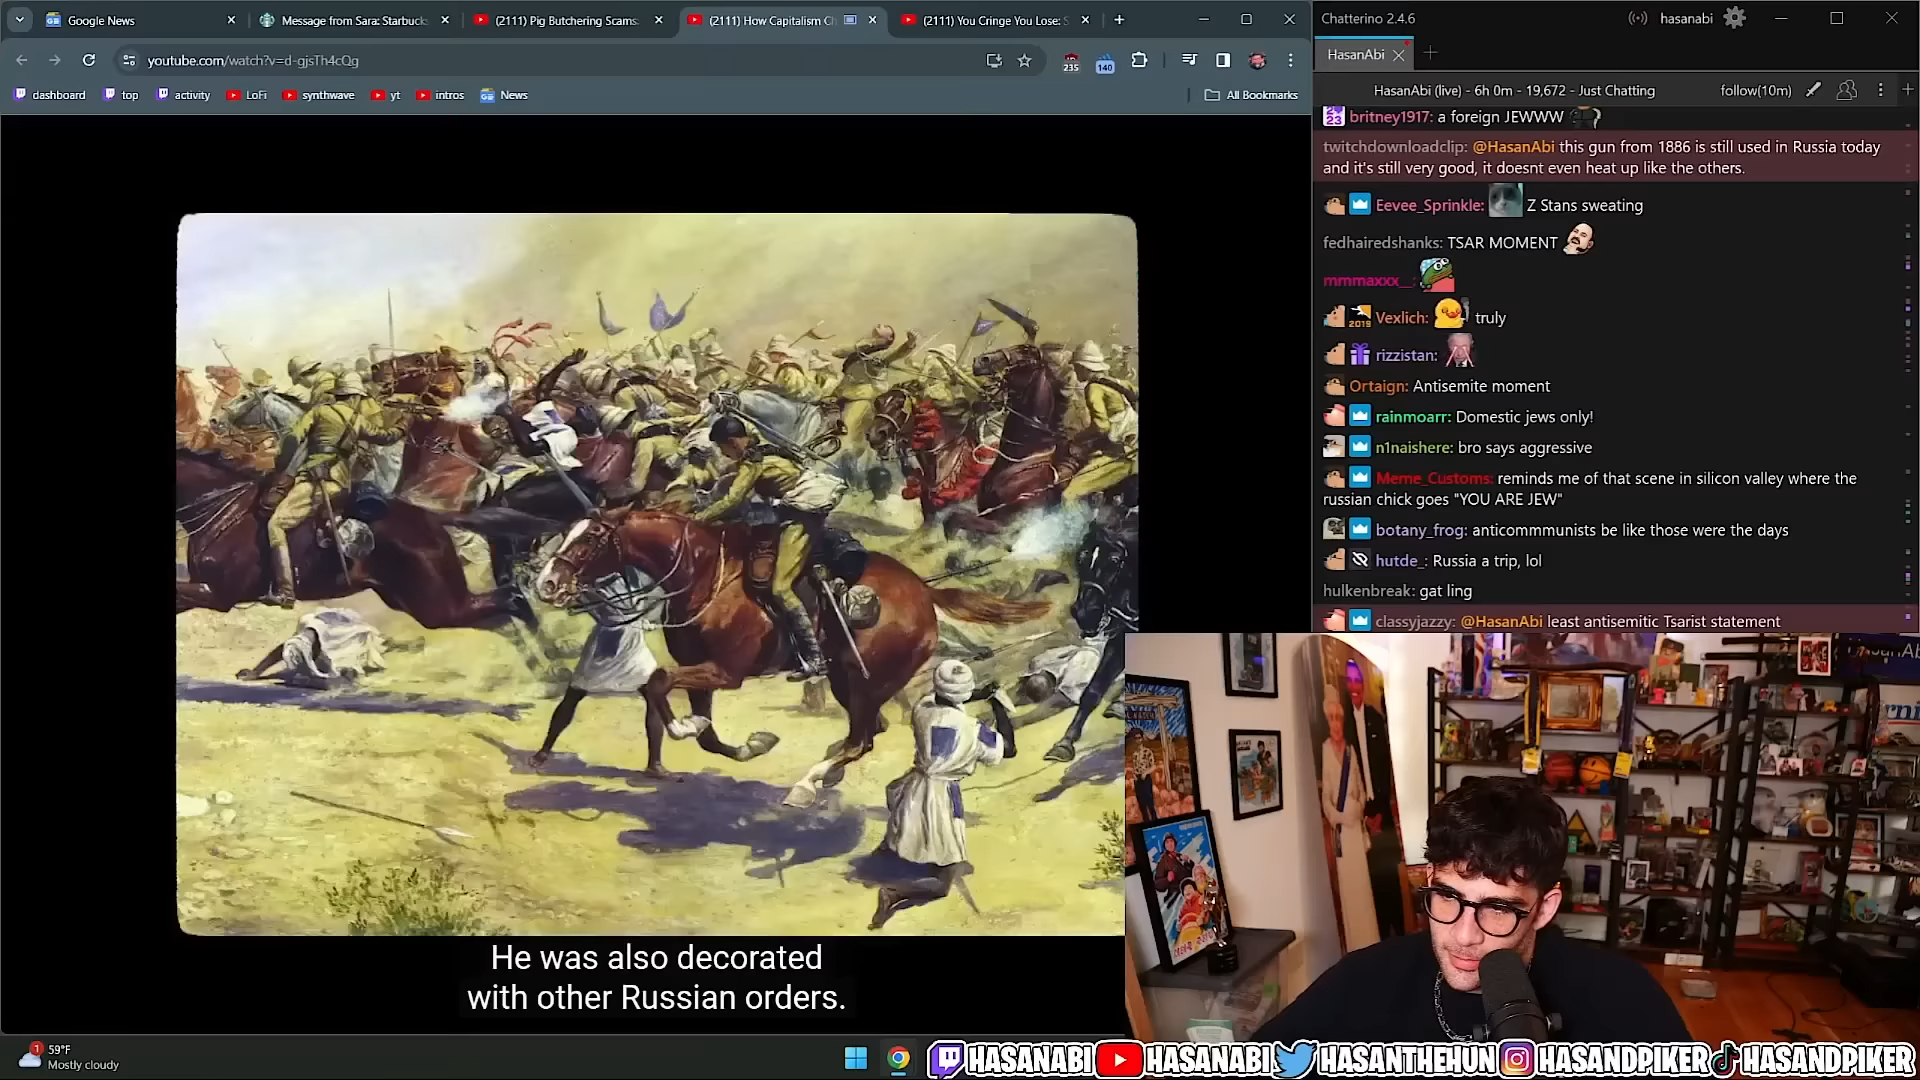 Google News
Message from Sara: Starbuck
(2111) Pig Butchering Scams
(2111) How Capitalism Ch
(2111) You Cringe You Lose: S
youtube.com/watch?v=d-gjsTh4cQg
235
140
dashboard
top
activity
LoFi
synthwave
yt
intros
News
All Bookmarks
Chatterino 2.4.6
hasanabi
HasanAbi
HasanAbi (live) - 6h 0m - 19,672 - Just Chatting
follow(10m)
britney1917: a foreign JEWWW
twitchdownloadclip: @HasanAbi this gun from 1886 is still used in Russia today
and it's still very good, it doesnt even heat up like the others.
Eevee_Sprinkle: Z Stans sweating
fedhairedshanks: TSAR MOMENT
mmmaxxx__:
2019 Vexlich: truly
rizzistan:
Ortaign: Antisemite moment
rainmoarr: Domestic jews only!
n1naishere: bro says aggressive
Meme_Customs: reminds me of that scene in silicon valley where the
russian chick goes "YOU ARE JEW"
botany_frog: anticommmunists be like those were the days
hutde_: Russia a trip, lol
hulkenbreak: gat ling
classyjazzy: @HasanAbi least antisemitic Tsarist statement
He was also decorated
with other Russian orders.
1
59°F
Mostly cloudy
HASANABI
HASANABI
HASANTHEHUN
HASANDPIKER
HASANDPIKER